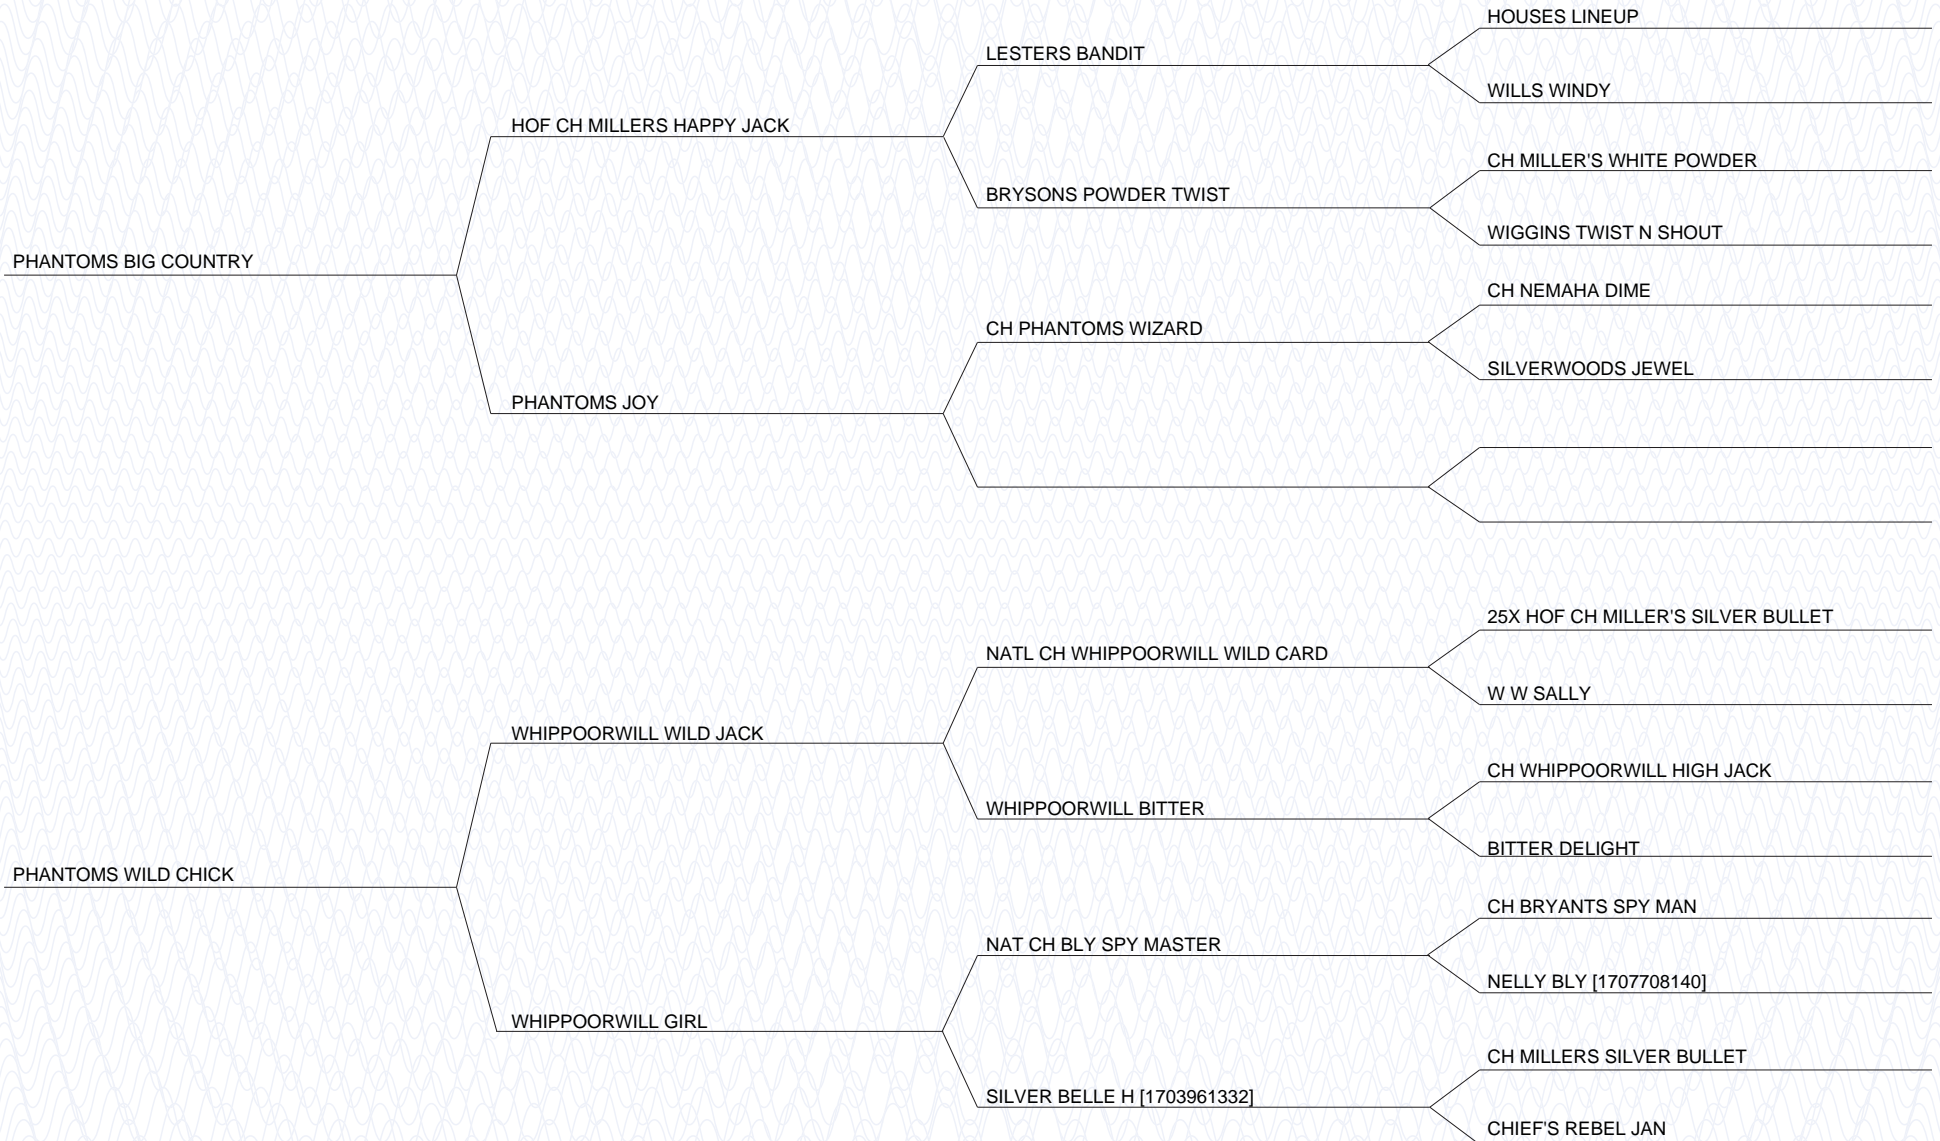 HOUSES LINEUP
LESTERS BANDIT
WILLS WINDY
HOF CH MILLERS HAPPY JACK
CH MILLER'S WHITE POWDER
BRYSONS POWDER TWIST
WIGGINS TWIST N SHOUT
PHANTOMS BIG COUNTRY
CH NEMAHA DIME
CH PHANTOMS WIZARD
SILVERWOODS JEWEL
PHANTOMS JOY
25X HOF CH MILLER'S SILVER BULLET
NATL CH WHIPPOORWILL WILD CARD
W W SALLY
WHIPPOORWILL WILD JACK
CH WHIPPOORWILL HIGH JACK
WHIPPOORWILL BITTER
BITTER DELIGHT
PHANTOMS WILD CHICK
CH BRYANTS SPY MAN
NAT CH BLY SPY MASTER
NELLY BLY [1707708140]
WHIPPOORWILL GIRL
CH MILLERS SILVER BULLET
SILVER BELLE H [1703961332]
CHIEF'S REBEL JAN